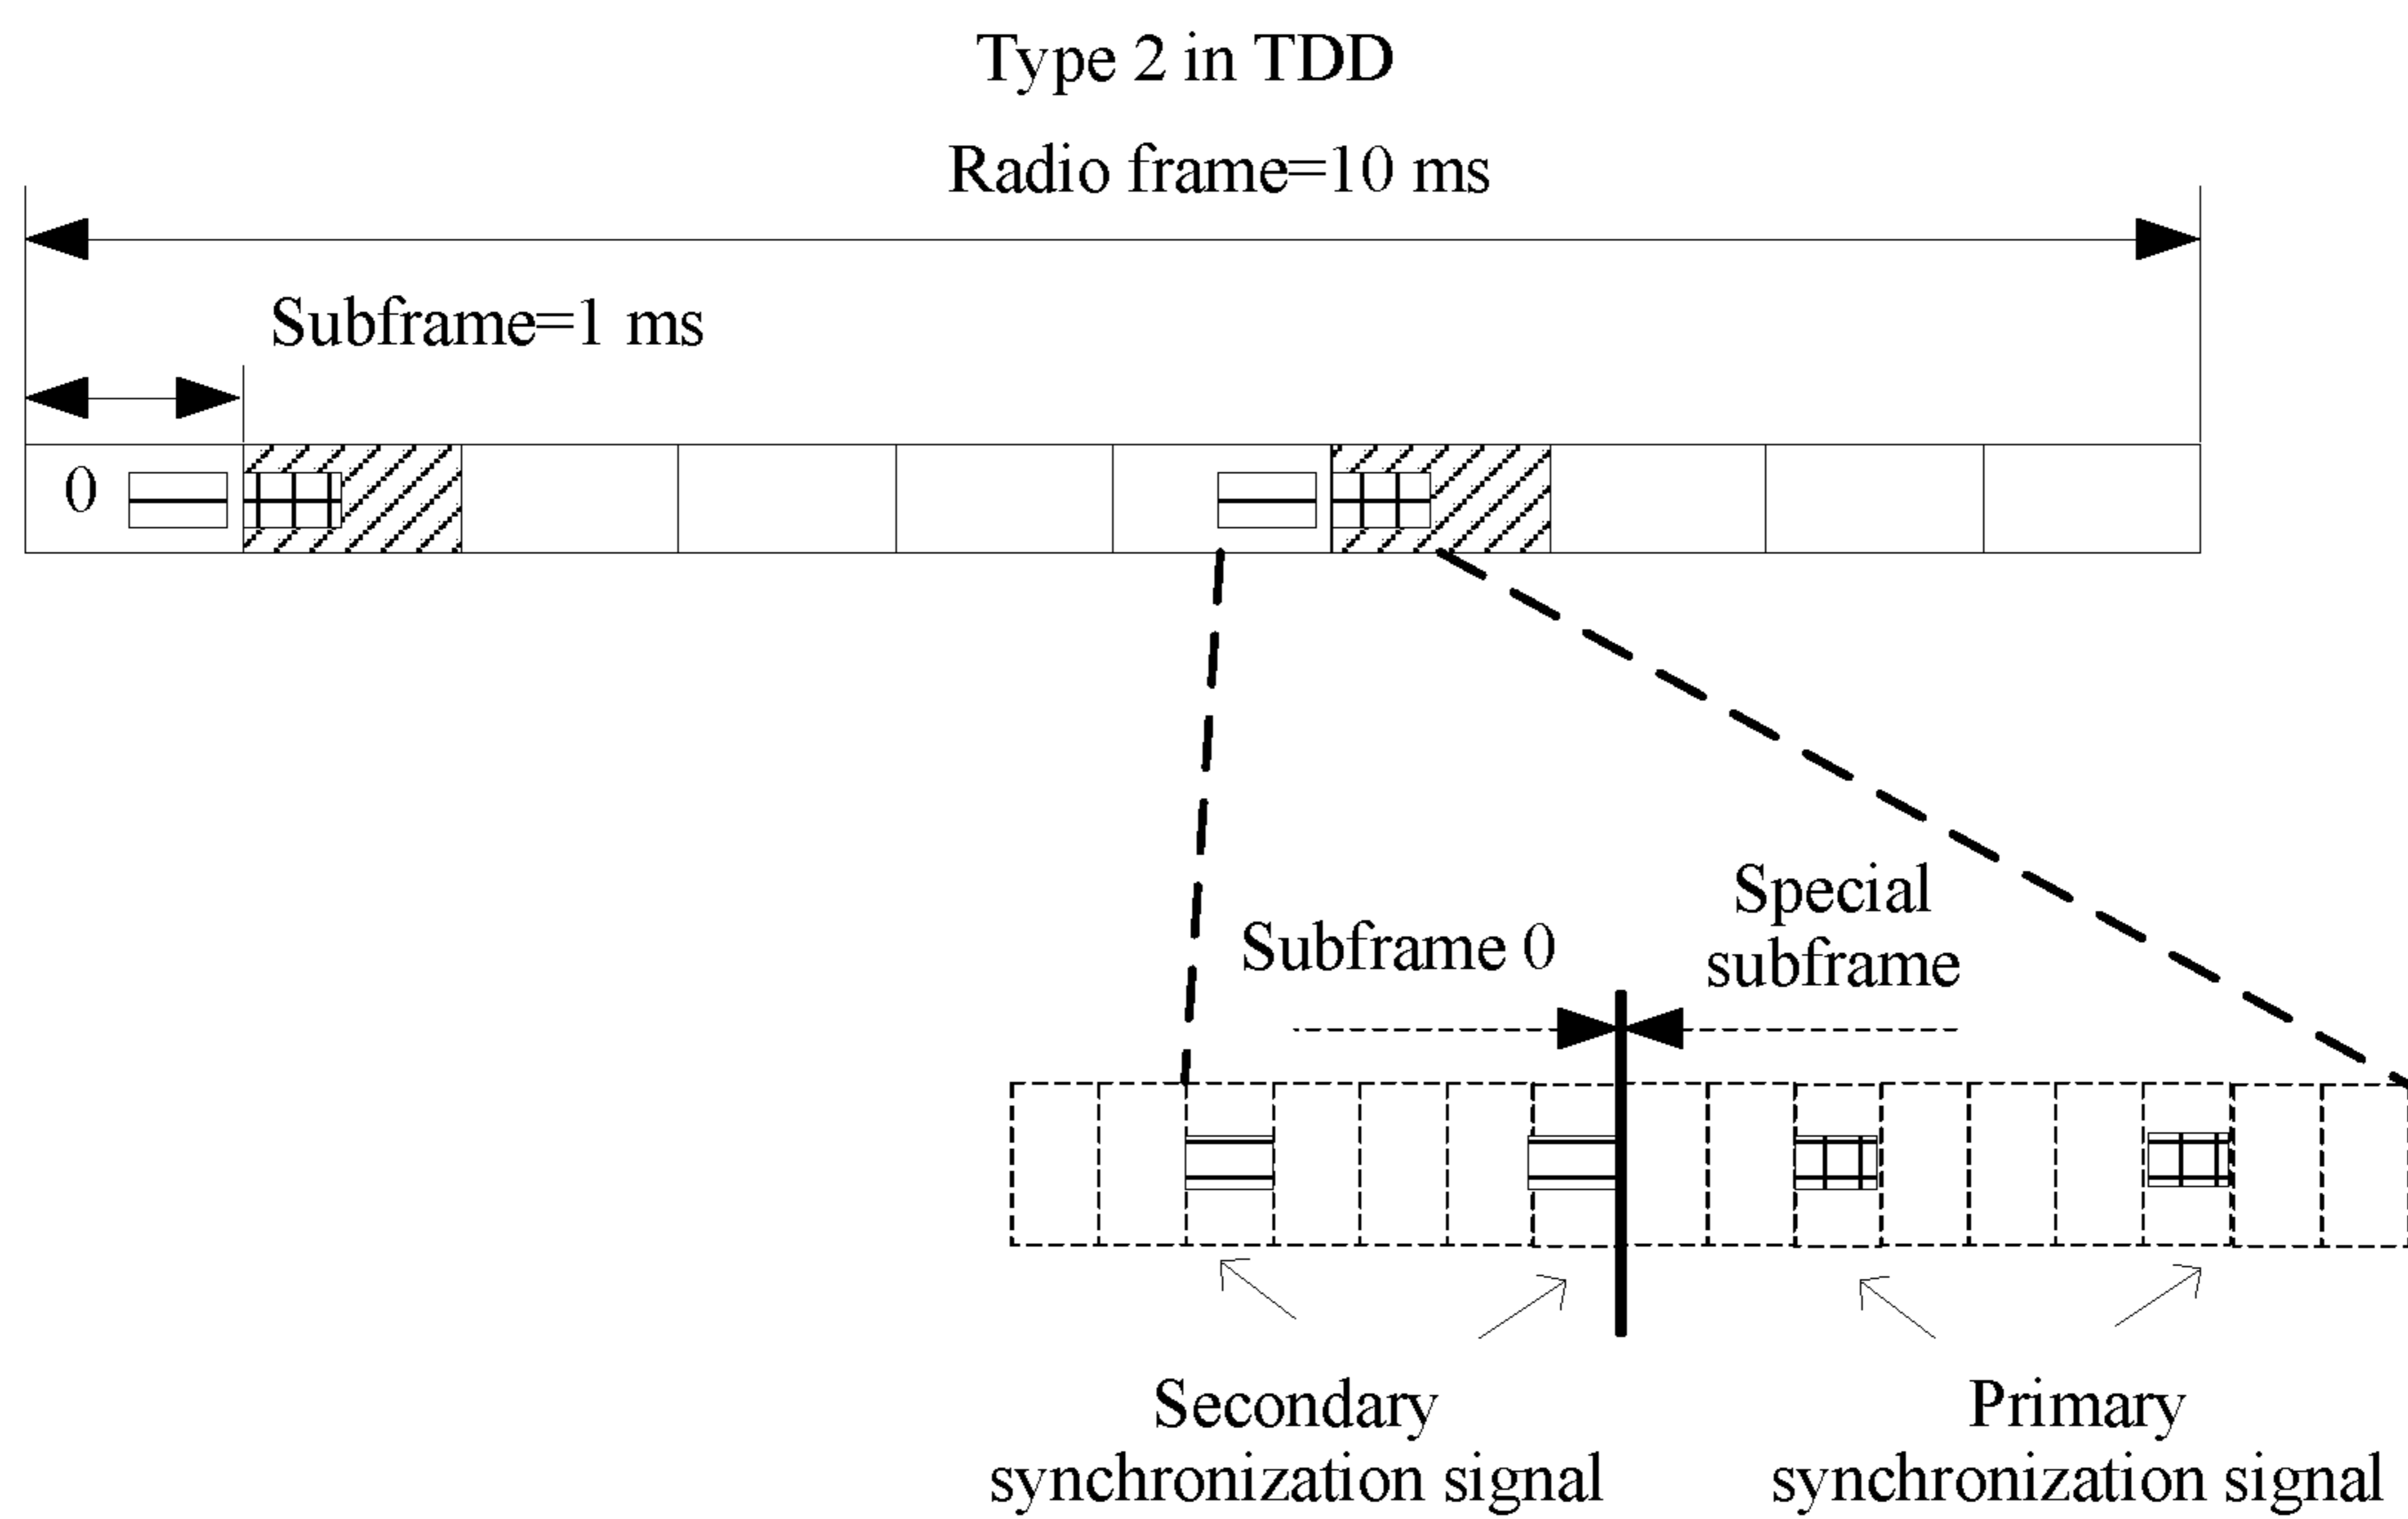 Type 2 in TDD
Radio frame=10 ms
Subframe=1 ms
0
Special
Subframe 0
subframe
Secondary
synchronization signal
Primary
synchronization signal